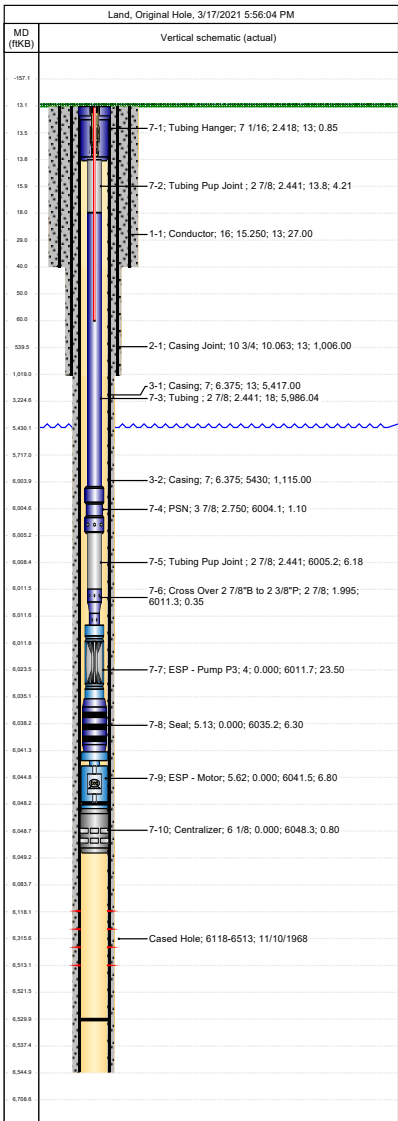 Land, Original Hole, 3/17/2021 5:56:04 PM
MD
(ftKB)
Vertical schematic (actual)
-157.1
13.1
7-1; Tubing Hanger; 7 1/16; 2.418; 13; 0.85
13.5
13.8
7-2; Tubing Pup Joint ; 2 7/8; 2.441; 13.8; 4.21
15.9
18.0
1-1; Conductor; 16; 15.250; 13; 27.00
29.0
40.0
50.0
60.0
2-1; Casing Joint; 10 3/4; 10.063; 13; 1,006.00
539.5
1,019.0
3-1; Casing; 7; 6.375; 13; 5,417.00
7-3; Tubing ; 2 7/8; 2.441; 18; 5,986.04
3,224.6
5,430.1
5,717.0
3-2; Casing; 7; 6.375; 5430; 1,115.00
6,003.9
7-4; PSN; 3 7/8; 2.750; 6004.1; 1.10
6,004.6
6,005.2
7-5; Tubing Pup Joint ; 2 7/8; 2.441; 6005.2; 6.18
6,008.4
7-6; Cross Over 2 7/8"B to 2 3/8"P; 2 7/8; 1.995;
6011.3; 0.35
6,011.5
6,011.6
6,011.8
7-7; ESP - Pump P3; 4; 0.000; 6011.7; 23.50
6,023.5
6,035.1
7-8; Seal; 5.13; 0.000; 6035.2; 6.30
6,038.2
6,041.3
7-9; ESP - Motor; 5.62; 0.000; 6041.5; 6.80
6,044.8
6,048.2
7-10; Centralizer; 6 1/8; 0.000; 6048.3; 0.80
6,048.7
6,049.2
6,083.7
6,118.1
Cased Hole; 6118-6513; 11/10/1968
6,315.6
6,513.1
6,521.5
6,529.9
6,537.4
6,544.9
6,708.6